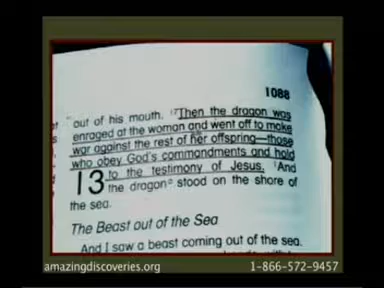 1088
out of his mouth. 17Then the dragon was
enraged at the woman and went off to make
war against the rest of her offspring—those
who obey God's commandments and hold
13 to the testimony of Jesus. 1And
the dragon stood on the shore of
the sea.
The Beast out of the Sea
And I saw a beast coming out of the sea.
amazingdiscoveries.org
1-866-572-9457